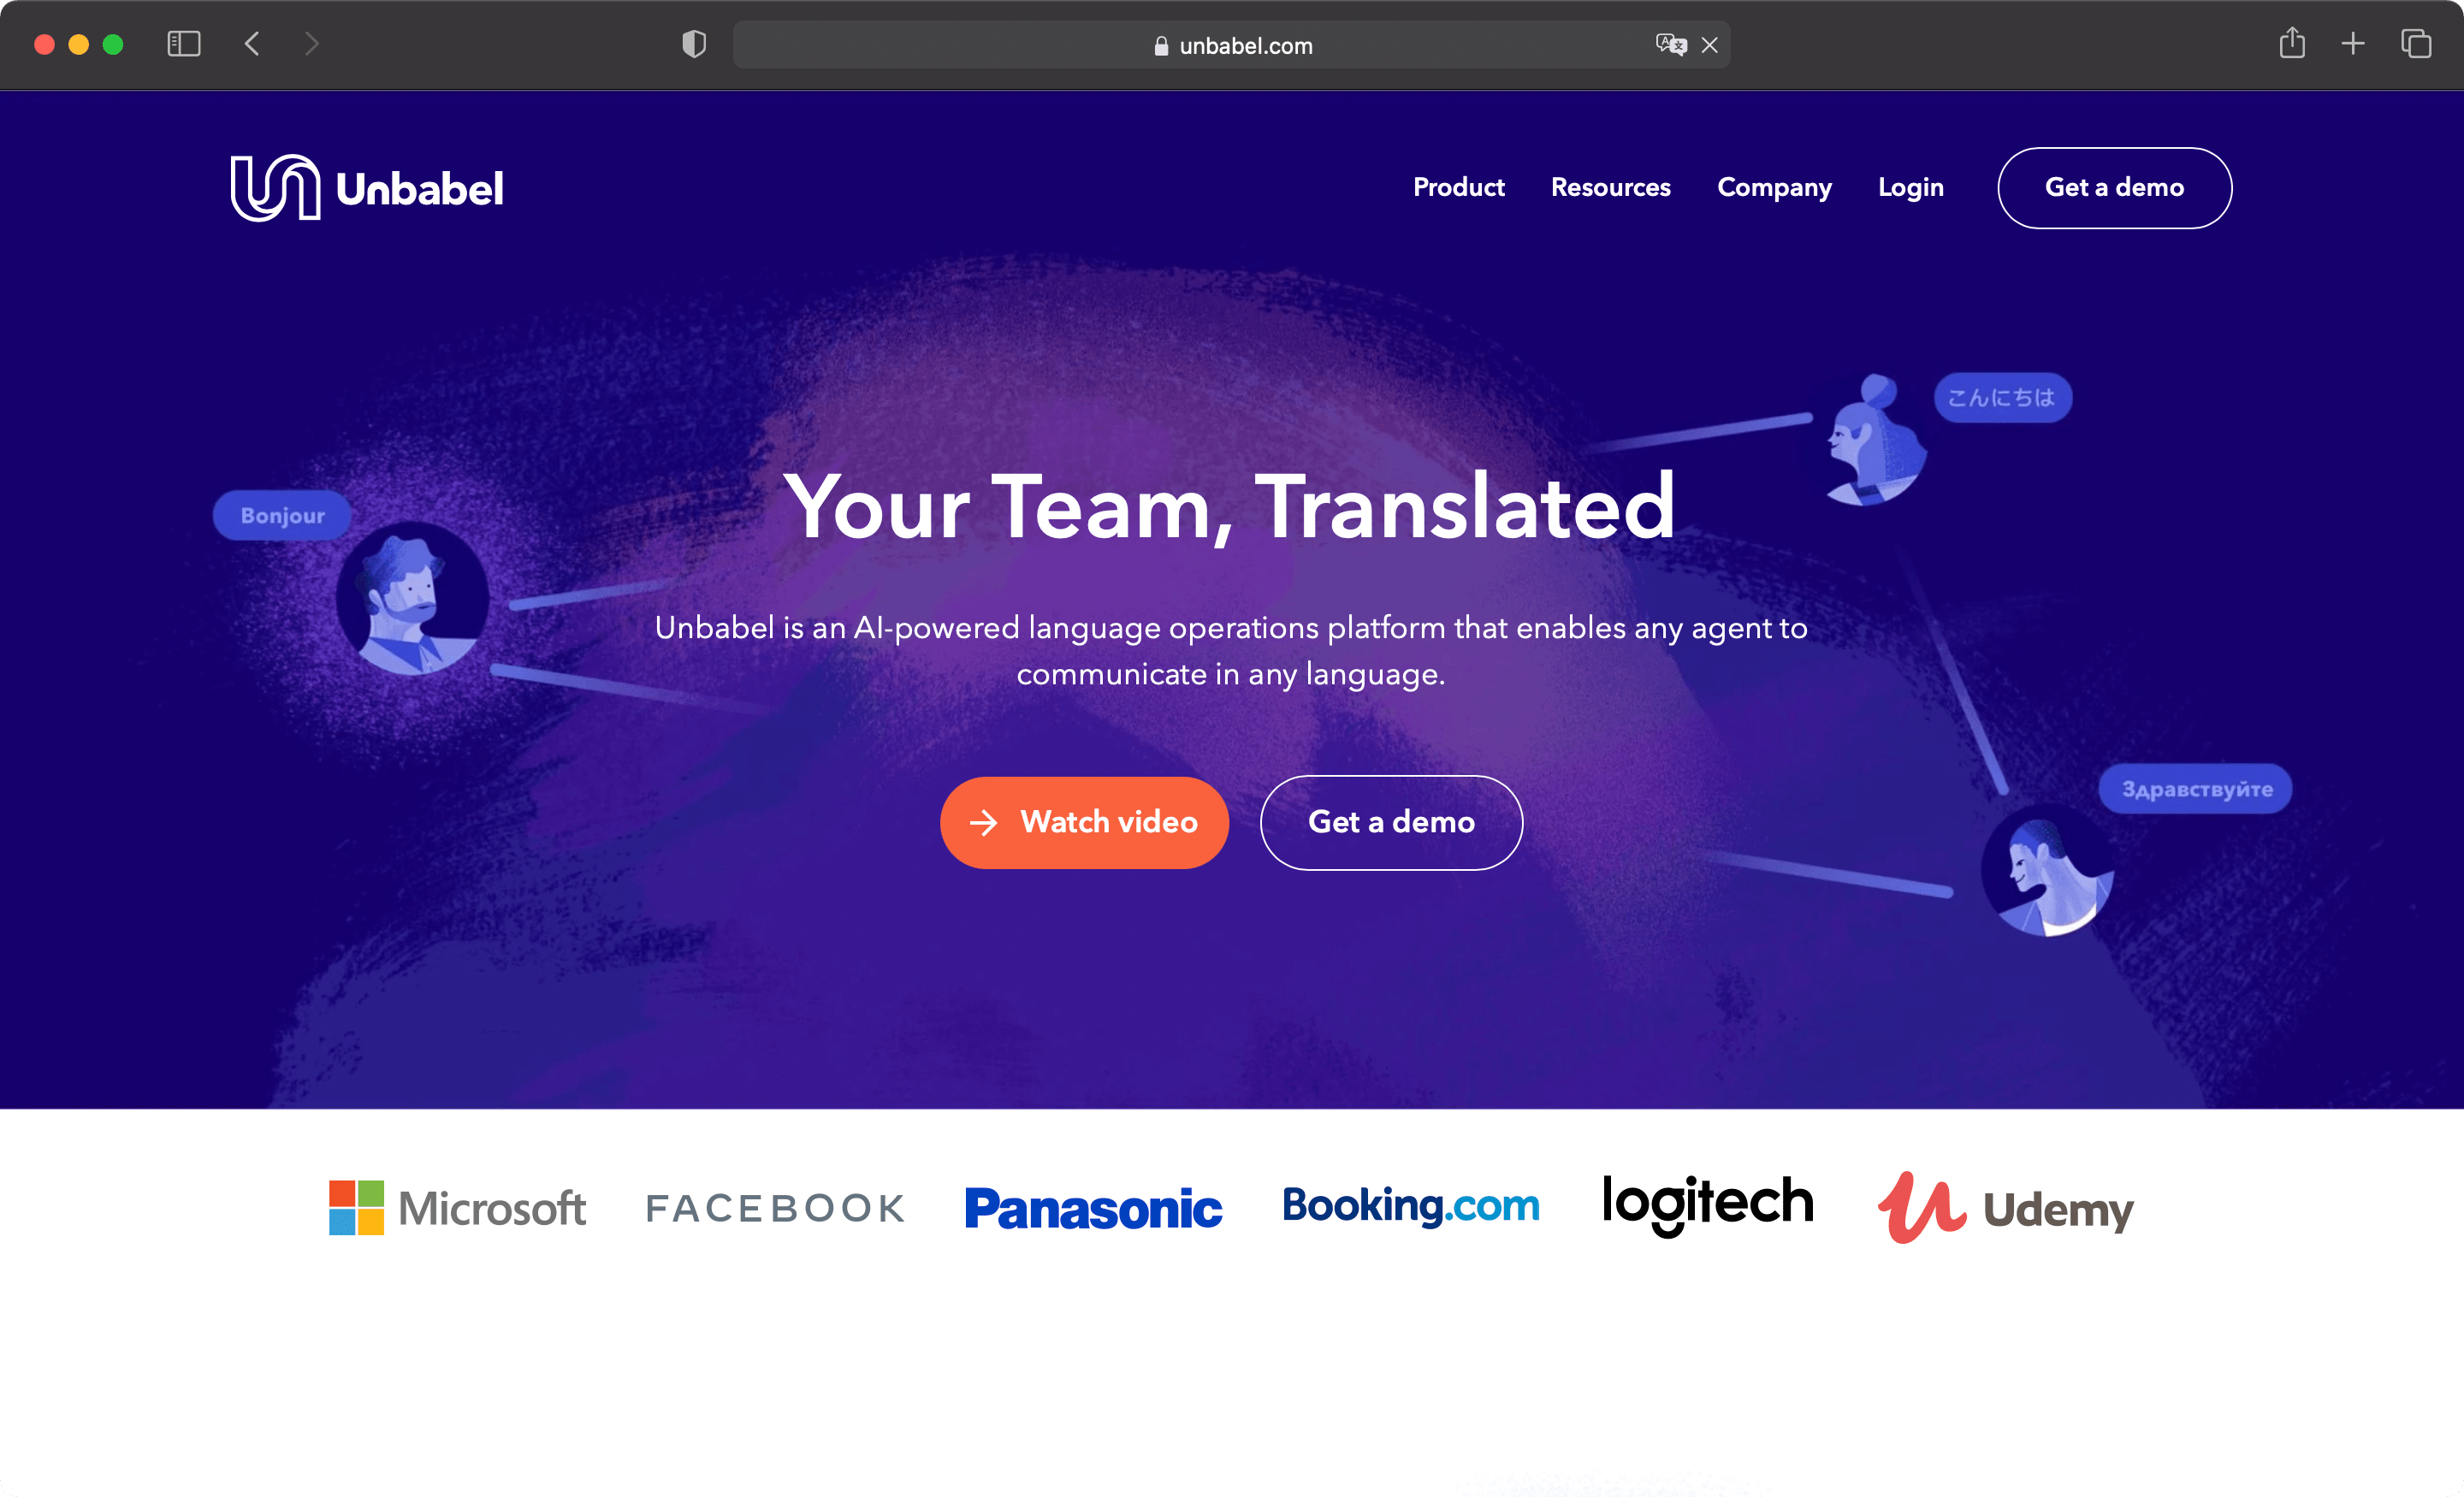 unbabel.com
Unbabel
Product Resources Company Login Get a demo
こんにちは
Bonjour
Your Team, Translated
Unbabel is an AI-powered language operations platform that enables any agent to
communicate in any language.
Здравствуйте
Watch video Get a demo
Microsoft FACEBOOK Panasonic Booking.com logitech Udemy